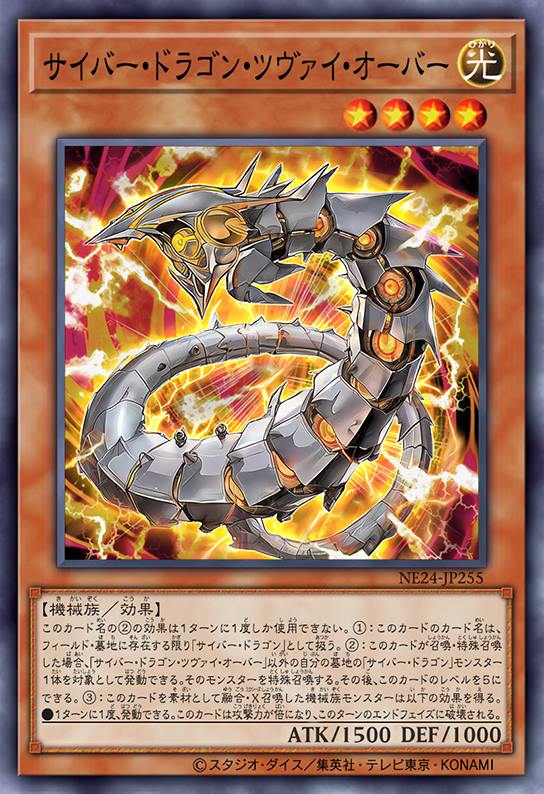 サイバー・ドラゴン・ツヴァイ・オーバー
光
NE24-JP255
【機械族／効果】
このカード名の②の効果は1ターンに1度しか使用できない。①：このカードのカード名は、
フィールド・墓地に存在する限り「サイバー・ドラゴン」として扱う。②：このカードが召喚・特殊召喚
した場合、「サイバー・ドラゴン・ツヴァイ・オーバー」以外の自分の墓地の「サイバー・ドラゴン」モンスター
1体を対象として発動できる。そのモンスターを特殊召喚する。その後、このカードのレベルを5に
できる。③：このカードを素材として融合・X召喚した機械族モンスターは以下の効果を得る。
●1ターンに1度、発動できる。このカードは攻撃力が倍になり、このターンのエンドフェイズに破壊される。
ATK/1500 DEF/1000
©スタジオ・ダイス／集英社・テレビ東京・KONAMI